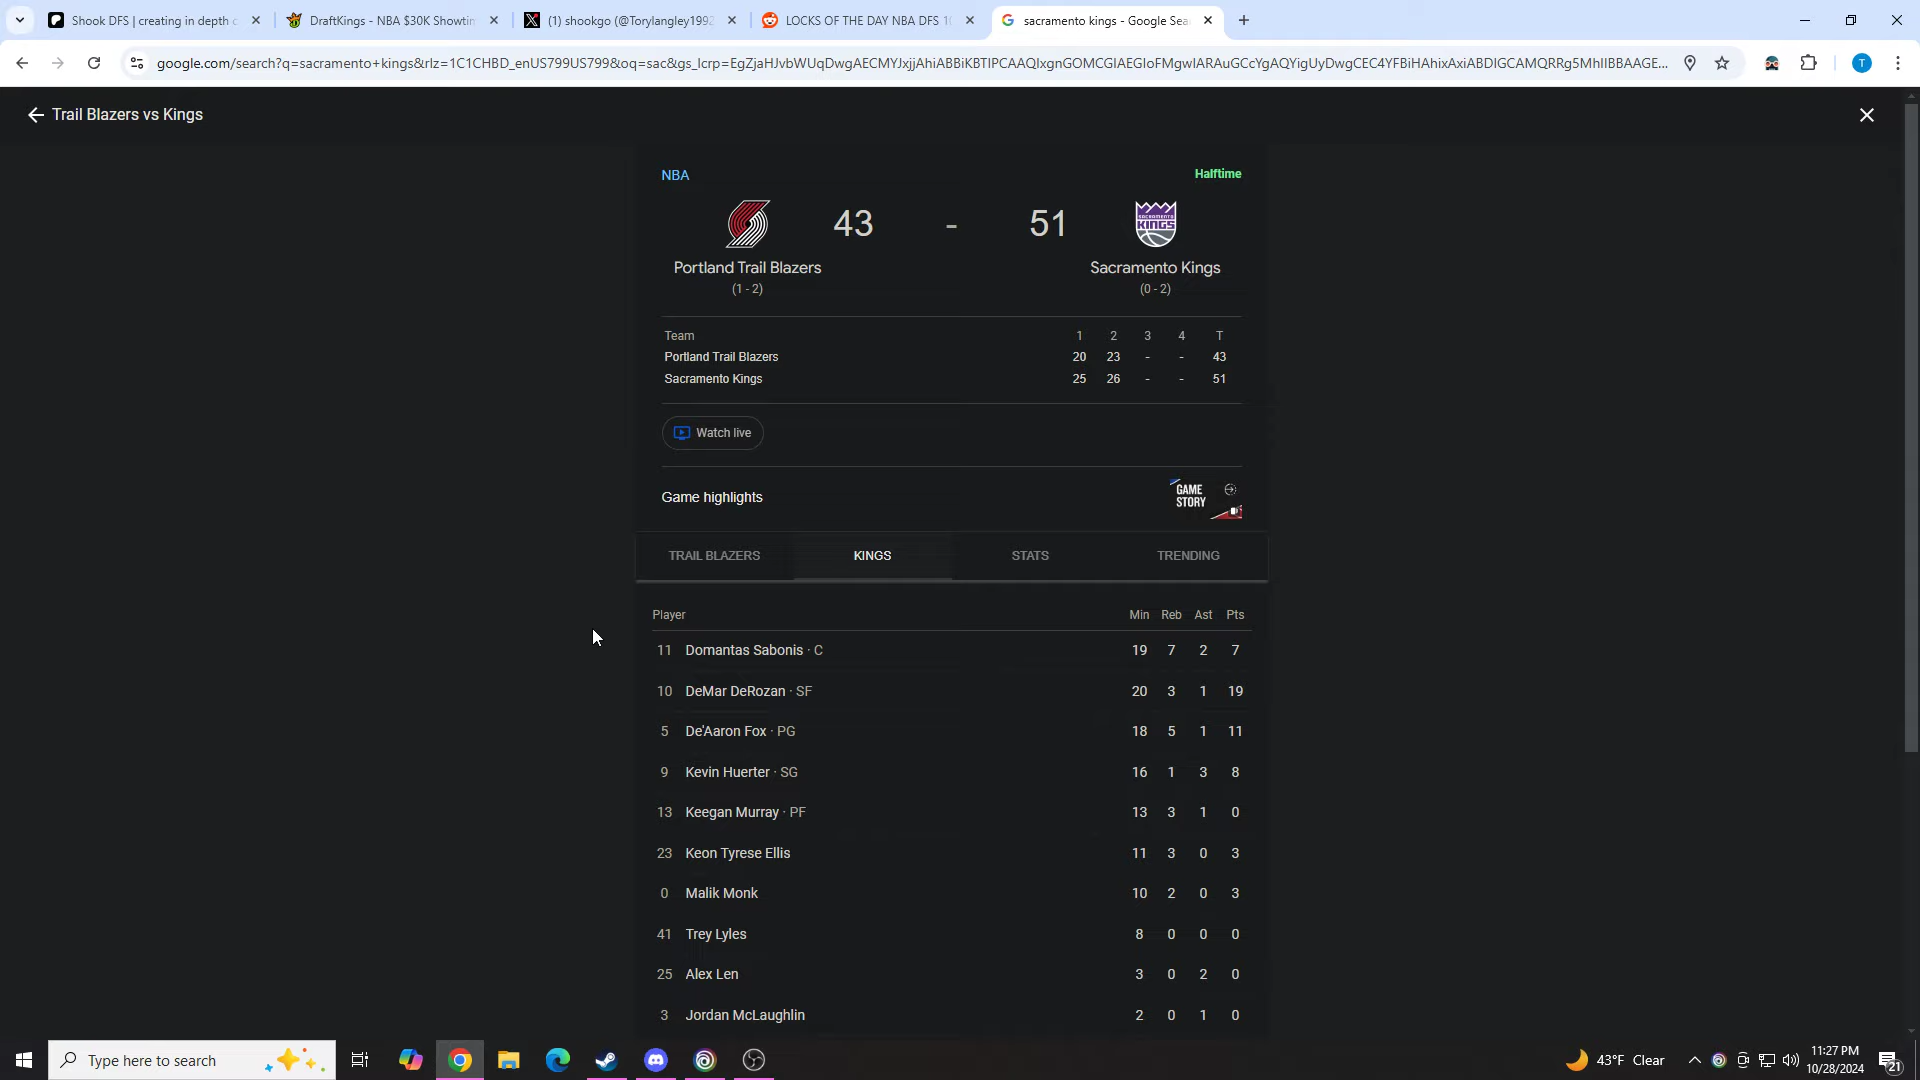 Shook DFS | creating in depth c
DraftKings - NBA $30K Showtim
(1) shookgo (@Torylangley1992
LOCKS OF THE DAY NBA DFS 10
sacramento kings - Google Sea
google.com/search?q=sacramento+kings&rlz=1C1CHBD_enUS799US799&oq=sac&gs_lcrp=
T
Trail Blazers vs Kings
NBA
Halftime
43 - 51
SACRAMENTO
KINGS
Portland Trail Blazers
Sacramento Kings
(1 - 2)
(0 - 2)
Team 1 2 3 4 T
Portland Trail Blazers 20 23 - - 43
Sacramento Kings 25 26 - - 51
Watch live
Game highlights
GAME
STORY
TRAIL BLAZERS KINGS STATS TRENDING
Player Min Reb Ast Pts
11 Domantas Sabonis · C 19 7 2 7
10 DeMar DeRozan · SF 20 3 1 19
5 De'Aaron Fox · PG 18 5 1 11
9 Kevin Huerter · SG 16 1 3 8
13 Keegan Murray · PF 13 3 1 0
23 Keon Tyrese Ellis 11 3 0 3
0 Malik Monk 10 2 0 3
41 Trey Lyles 8 0 0 0
25 Alex Len 3 0 2 0
3 Jordan McLaughlin 2 0 1 0
Type here to search
43°F Clear
11:27 PM
10/28/2024
21